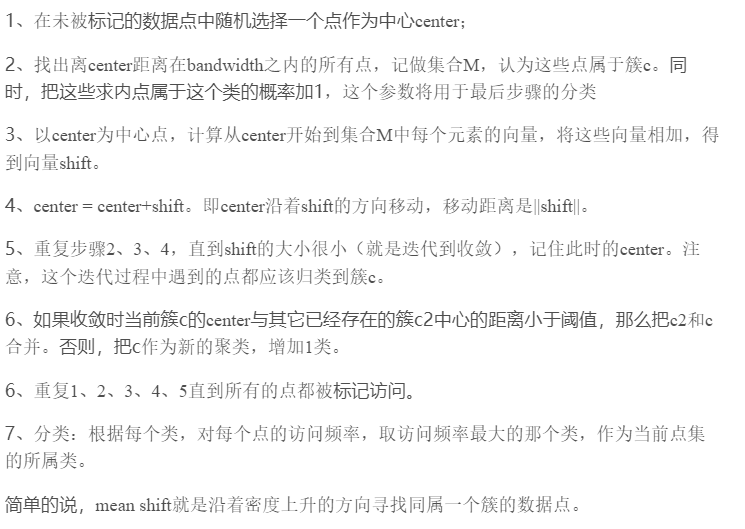 1、在未被标记的数据点中随机选择一个点作为中心center；
2、找出离center距离在bandwidth之内的所有点，记做集合M，认为这些点属于簇c。同
时，把这些求内点属于这个类的概率加1，这个参数将用于最后步骤的分类
3、以center为中心点，计算从center开始到集合M中每个元素的向量，将这些向量相加，得
到向量shift。
4、center = center+shift。即center沿着shift的方向移动，移动距离是||shift||。
5、重复步骤2、3、4，直到shift的大小很小（就是迭代到收敛），记住此时的center。注
意，这个迭代过程中遇到的点都应该归类到簇c。
6、如果收敛时当前簇c的center与其它已经存在的簇c2中心的距离小于阈值，那么把c2和c
合并。否则，把c作为新的聚类，增加1类。
6、重复1、2、3、4、5直到所有的点都被标记访问。
7、分类：根据每个类，对每个点的访问频率，取访问频率最大的那个类，作为当前点集
的所属类。
简单的说，mean shift就是沿着密度上升的方向寻找同属一个簇的数据点。